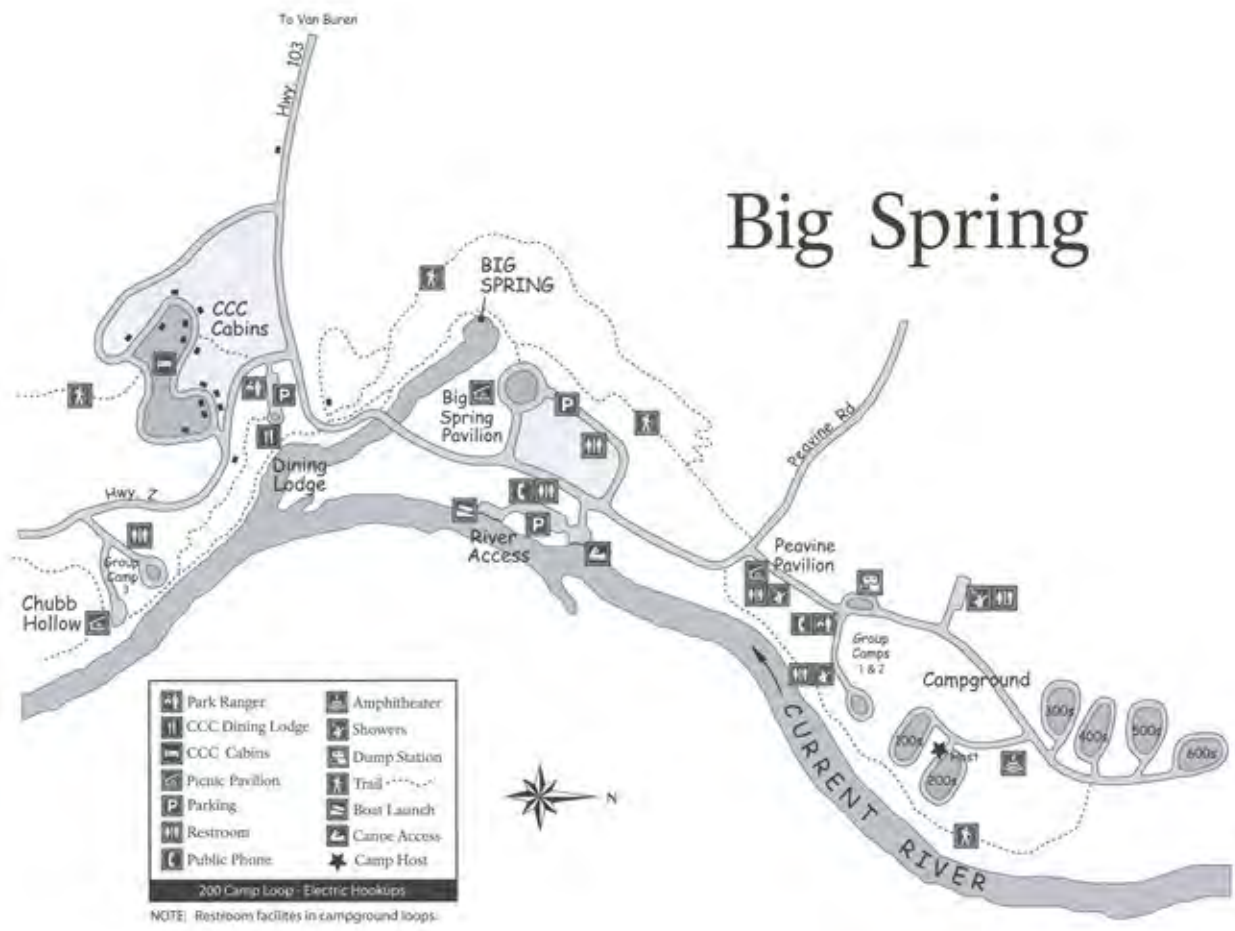 To Van Buren
Hwy. 103
Big Spring
BIG
SPRING
CCC
Cabins
P
Big
Spring
Pavilion
P
Peavine Rd
Dining
Lodge
Hwy. Z
P
River
Access
Peavine
Pavilion
Group
Camp
3
Chubb
Hollow
Group
Camps
1 & 2
Campground
300s
400s
500s
600s
100s
Host
200s
CURRENT RIVER
N
Park Ranger
CCC Dining Lodge
CCC Cabins
Picnic Pavilion
P Parking
Restroom
Public Phone
Amphitheater
Showers
Dump Station
Trail
Boat Launch
Canoe Access
Camp Host
200 Camp Loop - Electric Hookups
NOTE: Restroom facilites in campground loops.